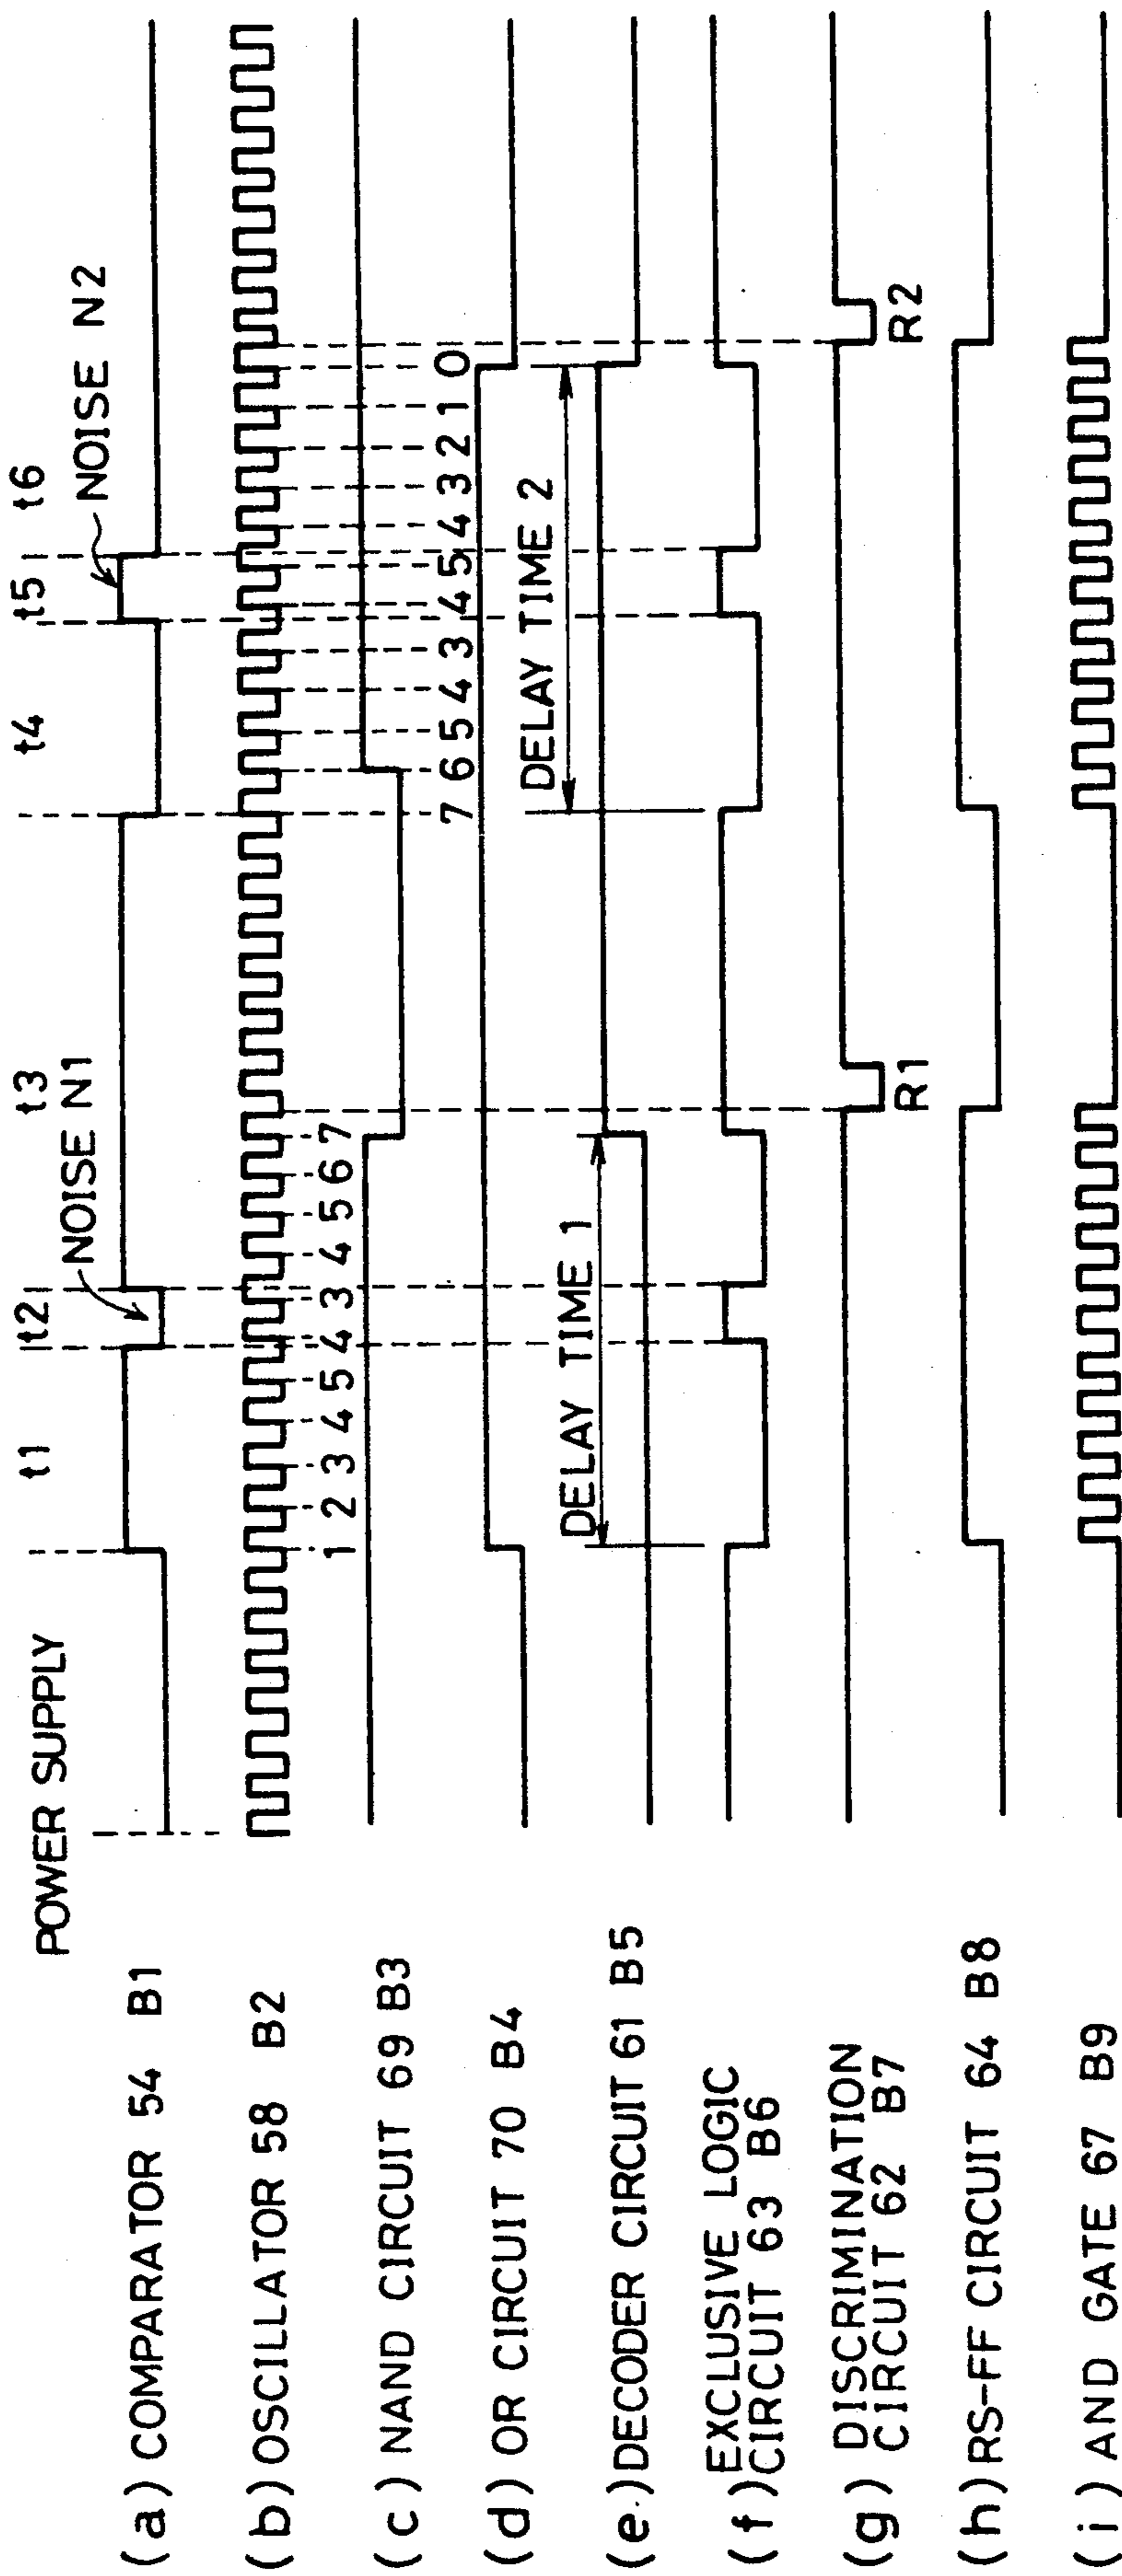 POWER SUPPLY
t1
t2
t3
t4
t5
t6
NOISE N1
NOISE N2
(a) COMPARATOR 54 B1
(b) OSCILLATOR 58 B2
1 2 3 4 5 4 3 4 5 6 7
(c) NAND CIRCUIT 69 B3
7 6 5 4 3 4 5 4 3 2 1 0
(d) OR CIRCUIT 70 B4
DELAY TIME 1
DELAY TIME 2
(e.) DECODER CIRCUIT 61 B5
(f) EXCLUSIVE LOGIC
CIRCUIT 63 B6
(g) DISCRIMINATION
CIRCUIT 62 B7
R1
R2
(h) RS-FF CIRCUIT 64 B8
(i) AND GATE 67 B9